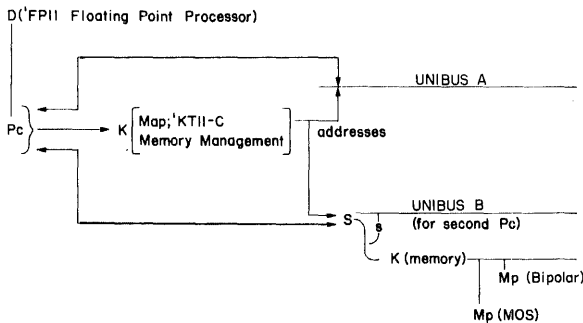 D('FP11 Floating Point Processor)
UNIBUS A
Pc
K
Map;'KT11-C
Memory Management
addresses
UNIBUS B
(for second Pc)
S
s
K (memory)
Mp (Bipolar)
Mp (MOS)